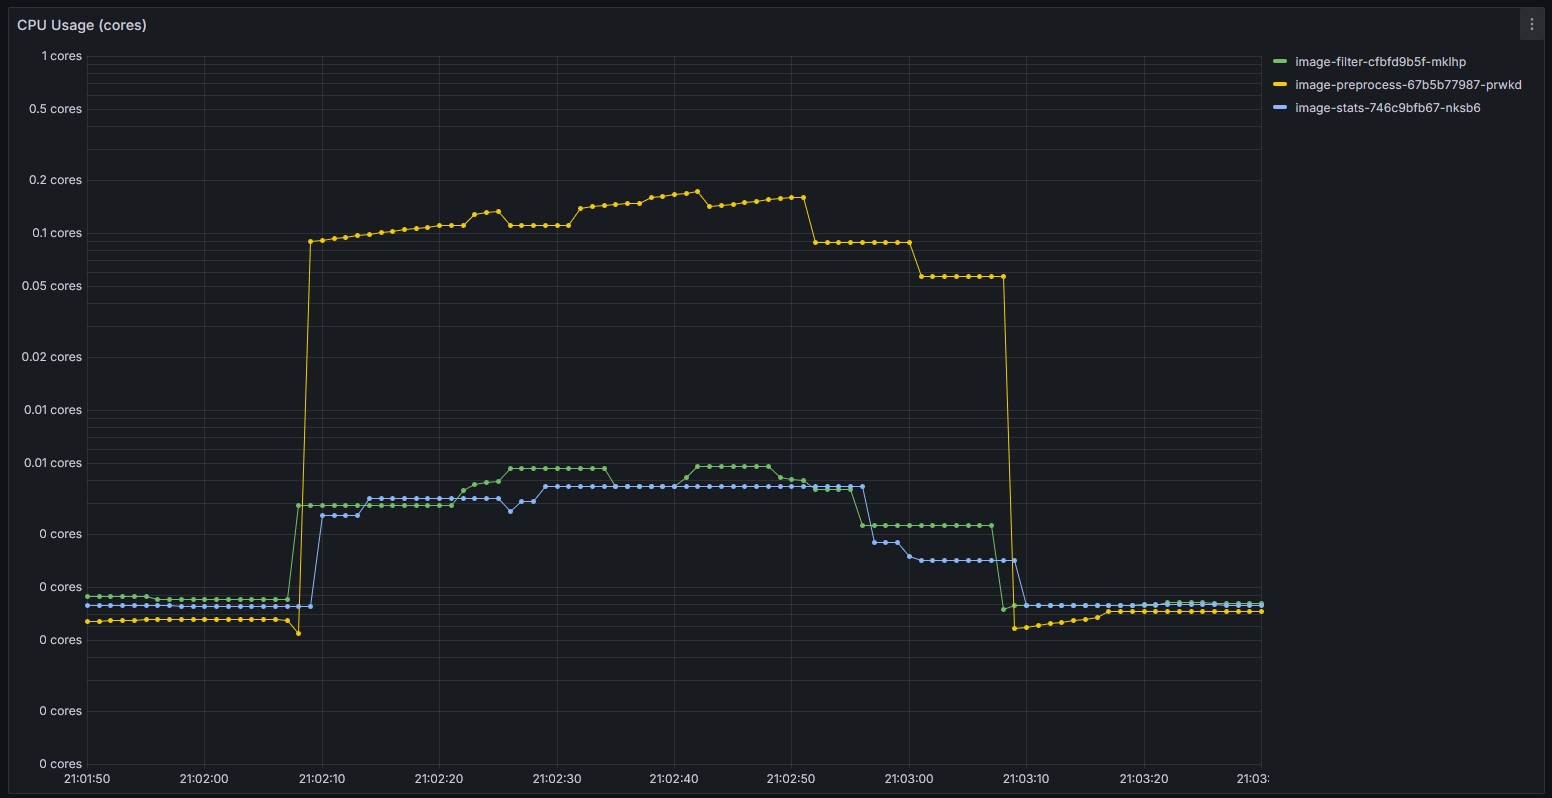 CPU Usage (cores)
1 cores
0.5 cores
0.2 cores
0.1 cores
0.05 cores
0.02 cores
0.01 cores
0.01 cores
0 cores
0 cores
0 cores
0 cores
0 cores
21:01:50 21:02:00 21:02:10 21:02:20 21:02:30 21:02:40 21:02:50 21:03:00 21:03:10 21:03:20 21:03:
image-filter-cfbfd9b5f-mklhp
image-preprocess-67b5b77987-prwkd
image-stats-746c9bfb67-nksb6